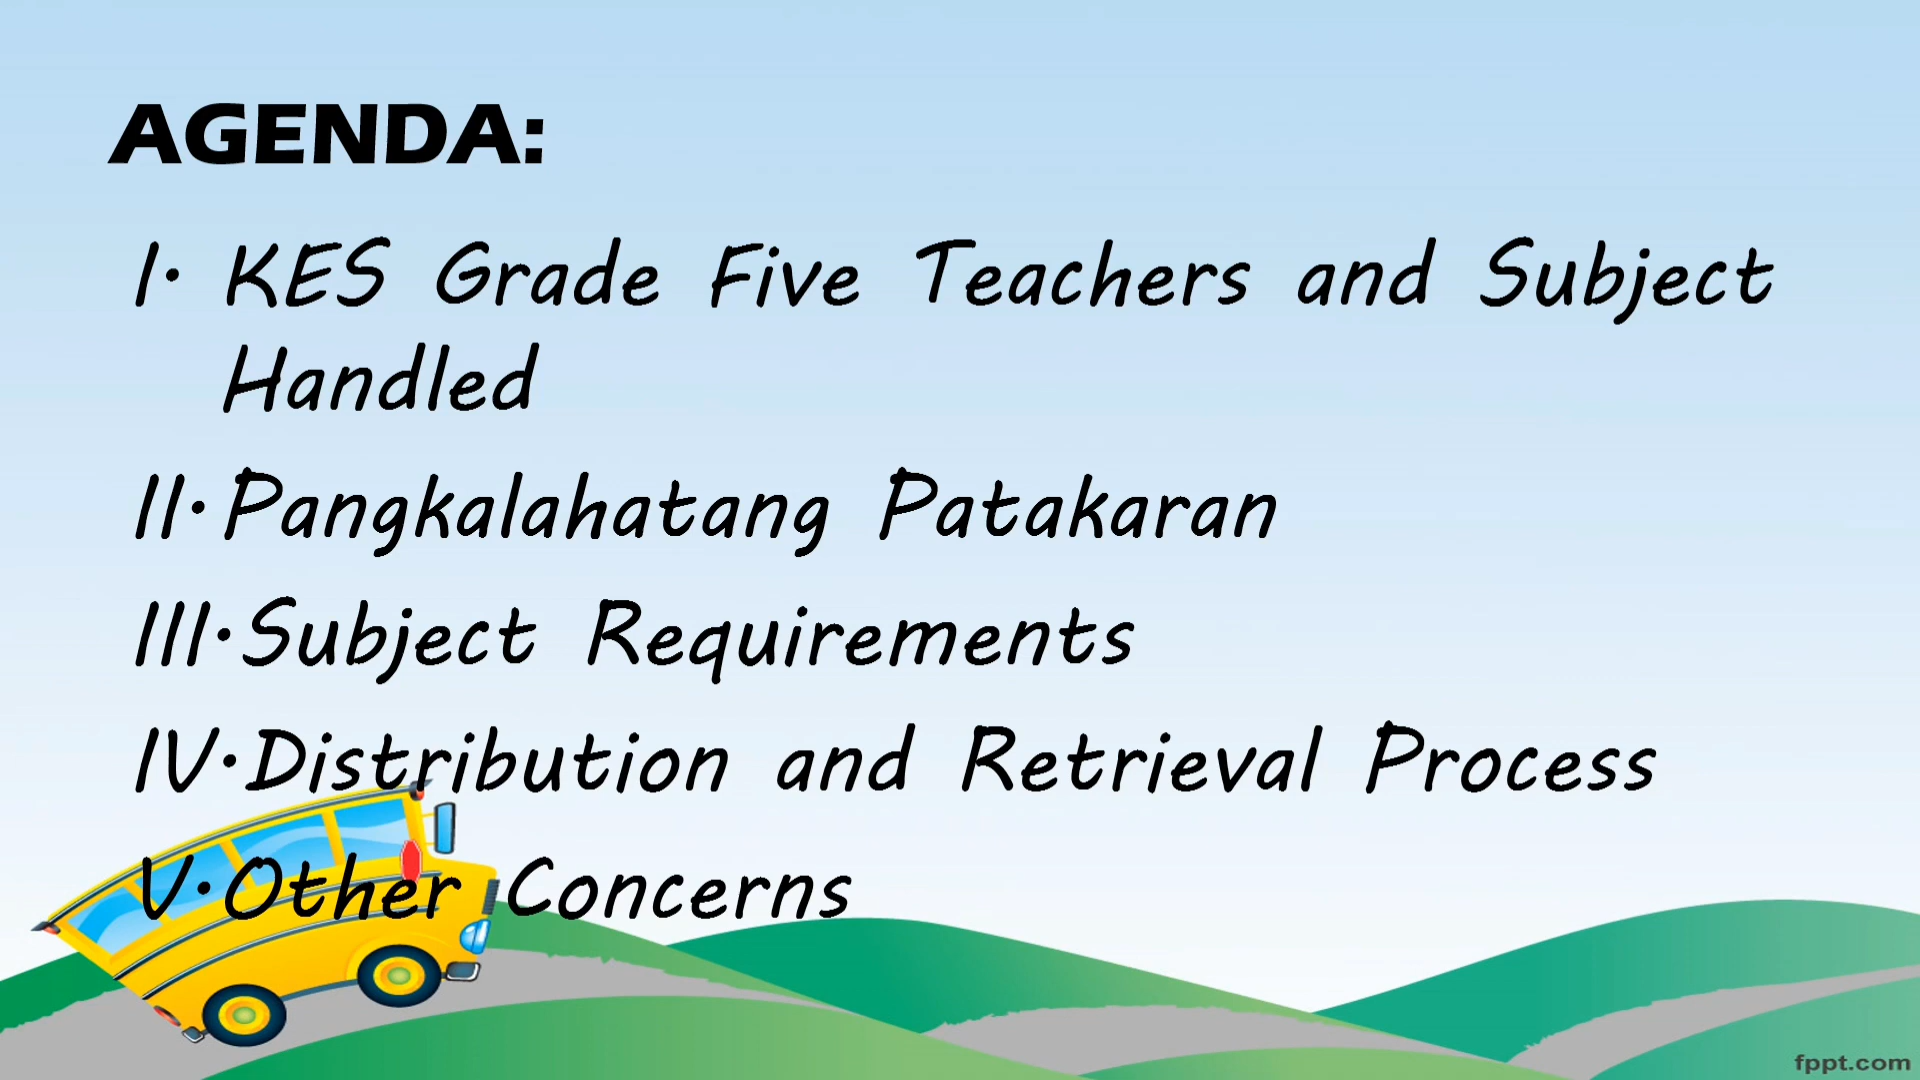 AGENDA:
I. KES Grade Five Teachers and Subject
Handled
II. Pangkalahatang Patakaran
III. Subject Requirements
IV. Distribution and Retrieval Process
V. Other Concerns
fppt.com